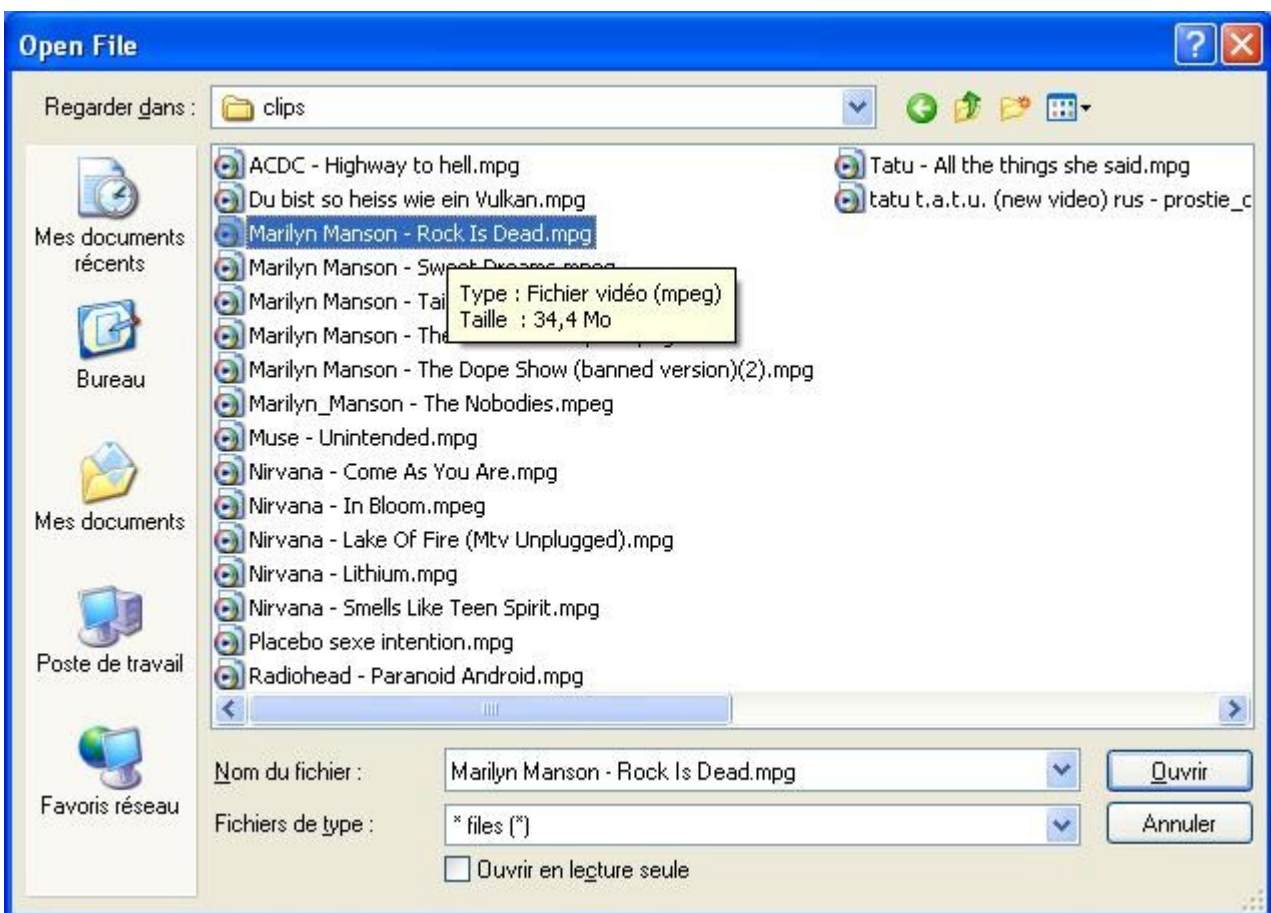 Open File
Regarder dans :
clips
Mes documents
récents
Bureau
Mes documents
Poste de travail
Favoris réseau
ACDC - Highway to hell.mpg
Du bist so heiss wie ein Vulkan.mpg
Marilyn Manson - Rock Is Dead.mpg
Marilyn Manson - Sweet Dreams.mpeg
Marilyn Manson - Tai
Marilyn Manson - The
Marilyn Manson - The Dope Show (banned version)(2).mpg
Marilyn_Manson - The Nobodies.mpeg
Muse - Unintended.mpg
Nirvana - Come As You Are.mpg
Nirvana - In Bloom.mpeg
Nirvana - Lake Of Fire (Mtv Unplugged).mpg
Nirvana - Lithium.mpg
Nirvana - Smells Like Teen Spirit.mpg
Placebo sexe intention.mpg
Radiohead - Paranoid Android.mpg
Tatu - All the things she said.mpg
tatu t.a.t.u. (new video) rus - prostie_c
Type : Fichier vidéo (mpeg)
Taille : 34,4 Mo
Nom du fichier :
Marilyn Manson - Rock Is Dead.mpg
Ouvrir
Fichiers de type :
* files (*)
Annuler
Ouvrir en lecture seule